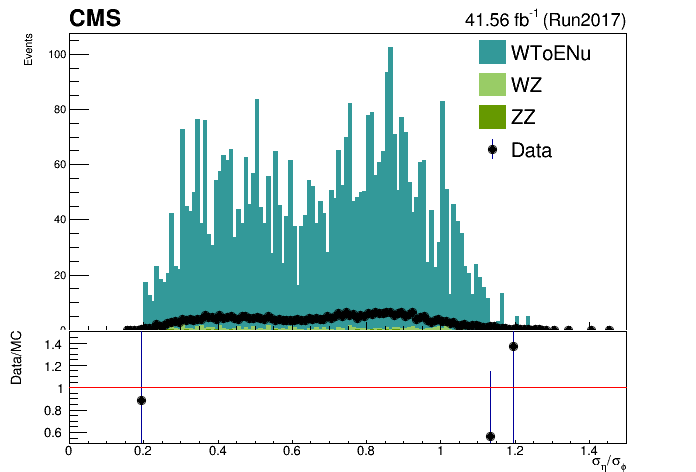 CMS
41.56 fb-1 (Run2017)
Events
100
80
60
40
20
0
WToENu
WZ
ZZ
Data
Data/MC
1.4
1.2
1
0.8
0.6
0 0.2 0.4 0.6 0.8 1 1.2 1.4
ση/σϕ